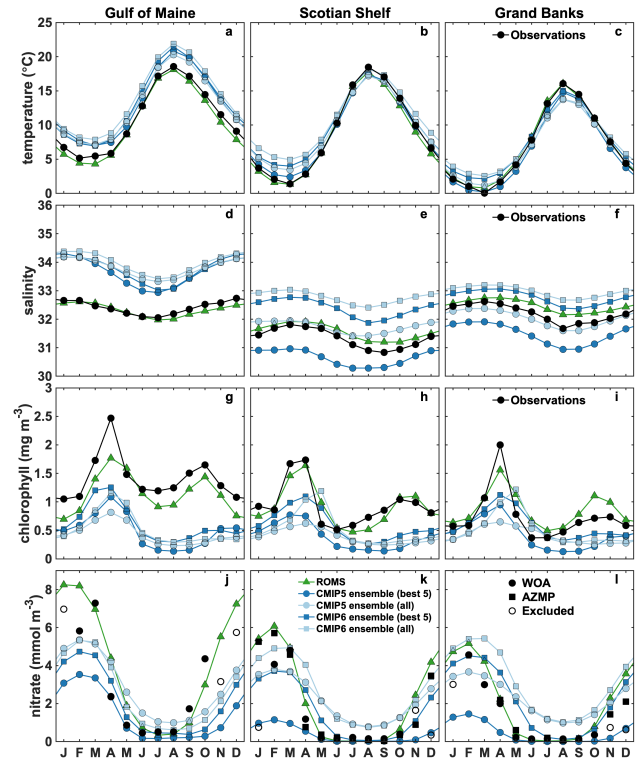 Gulf of Maine Scotian Shelf Grand Banks
a b c
Observations
temperature (°C)
25
20
15
10
5
0
d e f
Observations
salinity
36
35
34
33
32
31
30
g h i
Observations
chlorophyll (mg m-3)
3
2.5
2
1.5
1
0.5
0
j k l
ROMS
CMIP5 ensemble (best 5)
CMIP5 ensemble (all)
CMIP6 ensemble (best 5)
CMIP6 ensemble (all)
WOA
AZMP
Excluded
nitrate (mmol m-3)
10
8
6
4
2
0
J F M A M J J A S O N D J F M A M J J A S O N D J F M A M J J A S O N D